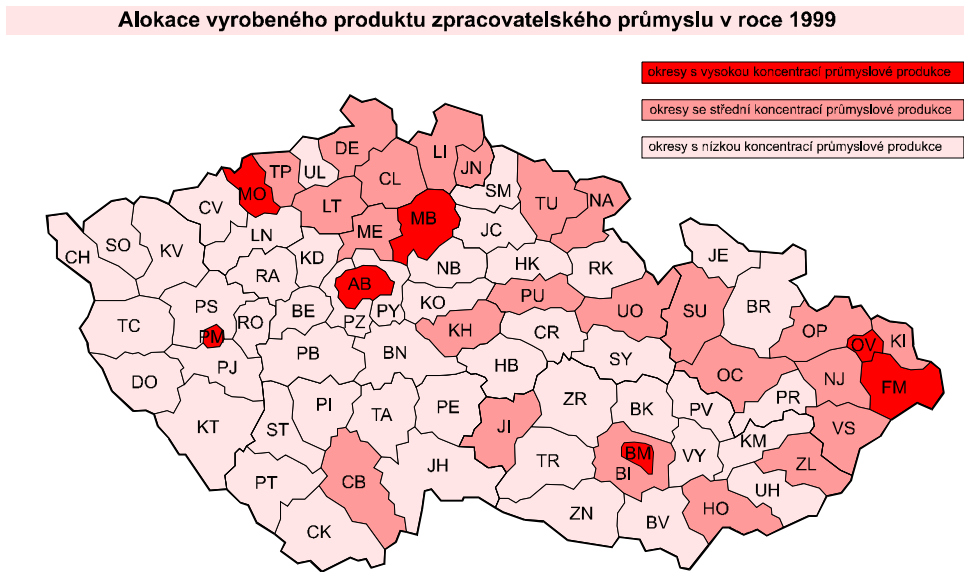 Alokace vyrobeného produktu zpracovatelského průmyslu v roce 1999
okresy s vysokou koncentrací průmyslové produkce
okresy se střední koncentrací průmyslové produkce
okresy s nízkou koncentrací průmyslové produkce
DE
LI
TP
UL
JN
MO
CL
SM
CV
LT
MB
TU
NA
LN
ME
JC
SO
KV
CH
KD
NB
HK
RK
JE
RA
AB
BR
PS
RO
BE
PZ
PY
KO
PU
UO
SU
TC
PM
KH
CR
OP
OV
KI
PB
BN
SY
PJ
HB
OC
NJ
FM
DO
PR
KT
PI
TA
PE
ZR
BK
PV
VS
ST
JI
KM
PT
CB
JH
TR
BM
BI
VY
ZL
UH
CK
ZN
BV
HO